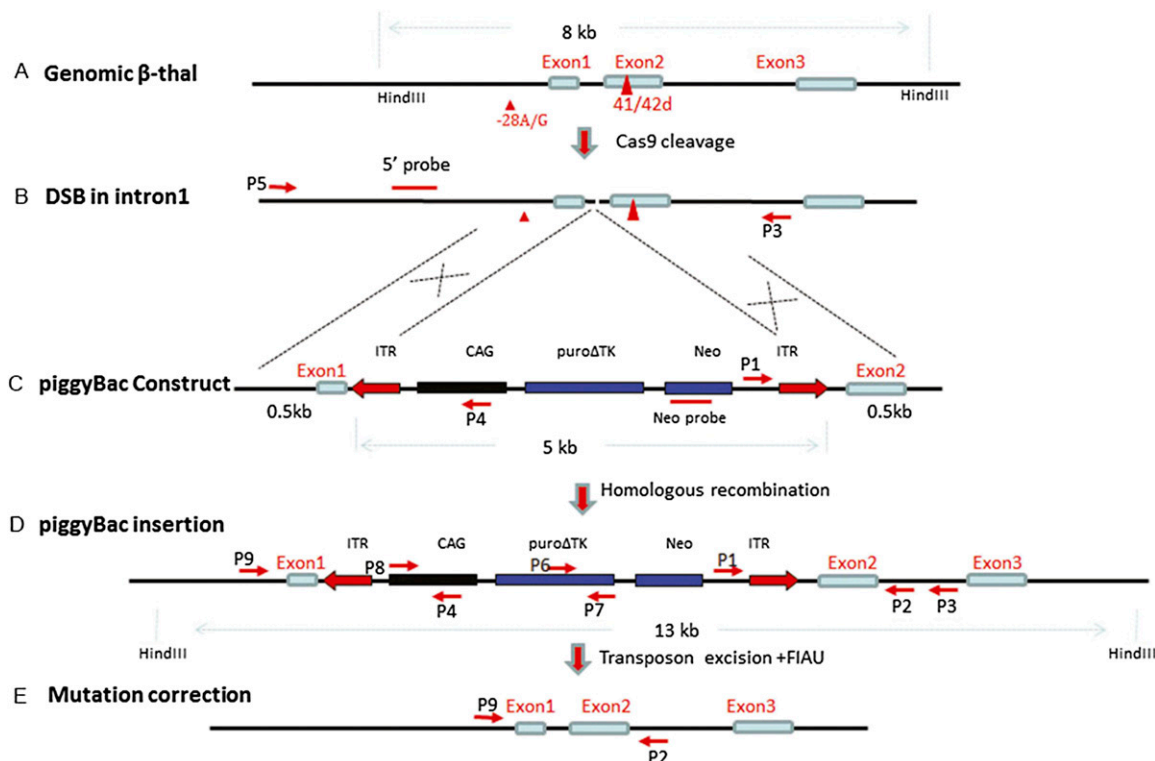 8 kb
A Genomic β-thal
Exon1 Exon2 Exon3
HindIII HindIII
-28A/G 41/42d
Cas9 cleavage
5' probe
P5
B DSB in intron1
P3
ITR CAG puroΔTK Neo P1 ITR
C piggyBac Construct
Exon1 Exon2
0.5kb P4 Neo probe 0.5kb
5 kb
Homologous recombination
D piggyBac insertion
ITR CAG puroΔTK Neo ITR
P9 Exon1 P8 P6 P1 Exon2 Exon3
P4 P7 P2 P3
13 kb
HindIII HindIII
Transposon excision +FIAU
E Mutation correction
P9 Exon1 Exon2 Exon3
P2